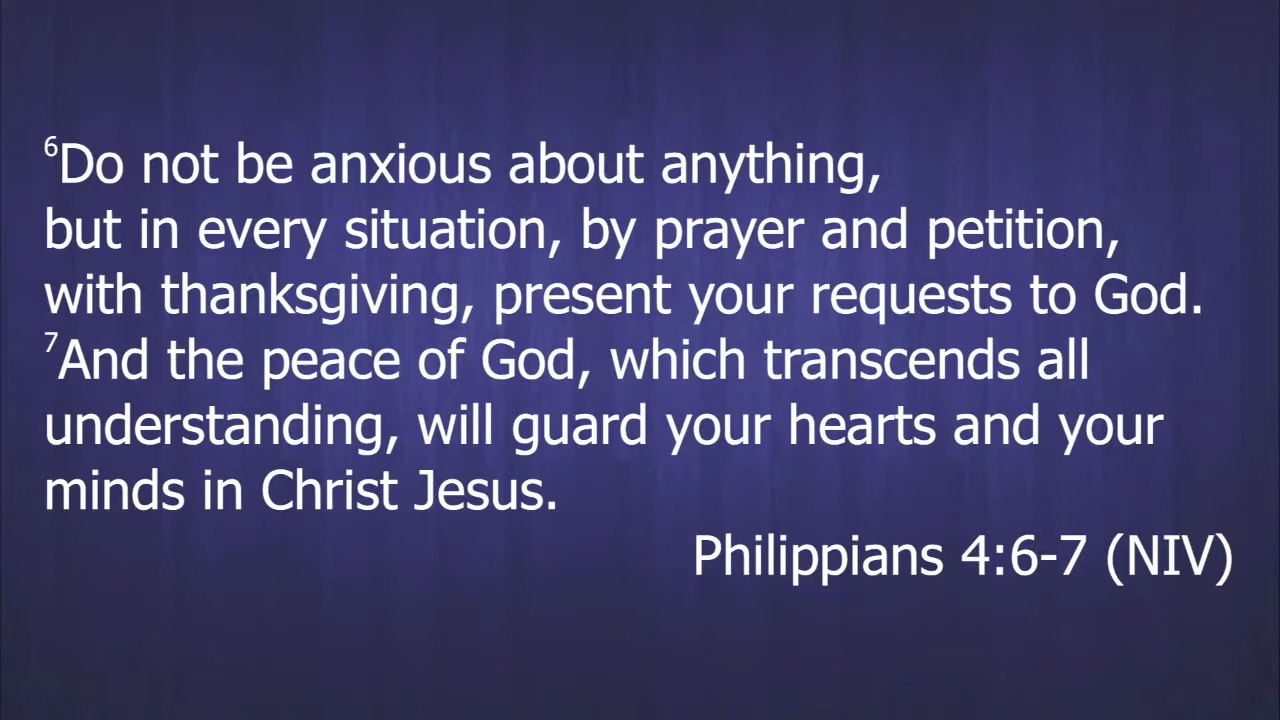 ⁶Do not be anxious about anything,
but in every situation, by prayer and petition,
with thanksgiving, present your requests to God.
⁷And the peace of God, which transcends all
understanding, will guard your hearts and your
minds in Christ Jesus.
Philippians 4:6-7 (NIV)